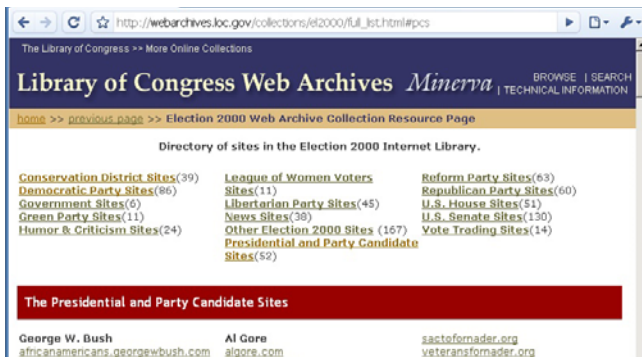 http://webarchives.loc.gov/collections/el2000/full_list.html#pcs
The Library of Congress >> More Online Collections
Library of Congress Web Archives Minerva
BROWSE | SEARCH
| TECHNICAL INFORMATION
home >> previous page >> Election 2000 Web Archive Collection Resource Page
Directory of sites in the Election 2000 Internet Library.
Conservation District Sites(39)
Democratic Party Sites(86)
Government Sites(6)
Green Party Sites(11)
Humor & Criticism Sites(24)
League of Women Voters
Sites(11)
Libertarian Party Sites(45)
News Sites(38)
Other Election 2000 Sites (167)
Presidential and Party Candidate
Sites(52)
Reform Party Sites(63)
Republican Party Sites(60)
U.S. House Sites(51)
U.S. Senate Sites(130)
Vote Trading Sites(14)
The Presidential and Party Candidate Sites
George W. Bush
africanamericans.georgewbush.com
Al Gore
algore.com
sactofornader.org
veteransfornader.org